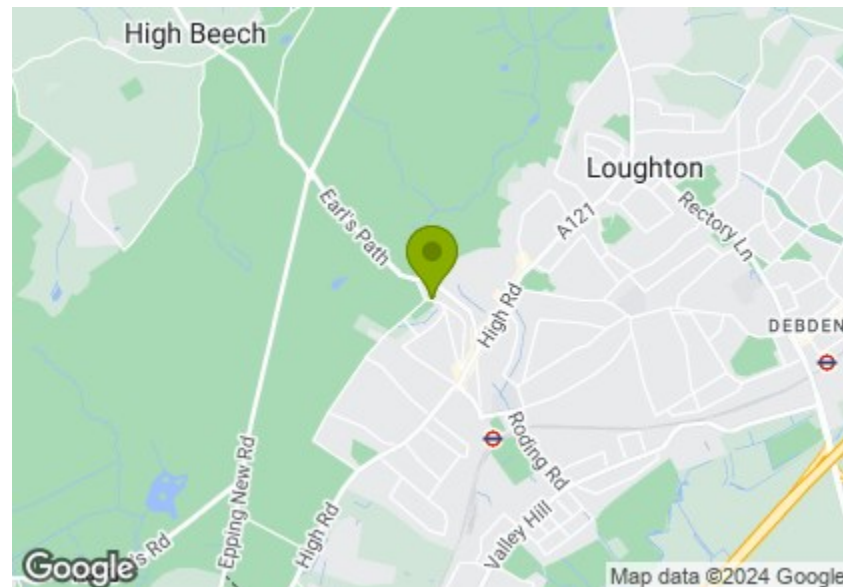 High Beech
Loughton
A121
Rectory Ln
Earl's Path
High Rd
DEBDEN
Epping New Rd
High Rd
Roding Rd
Valley Hill
's Rd
Google
Map data ©2024 Google